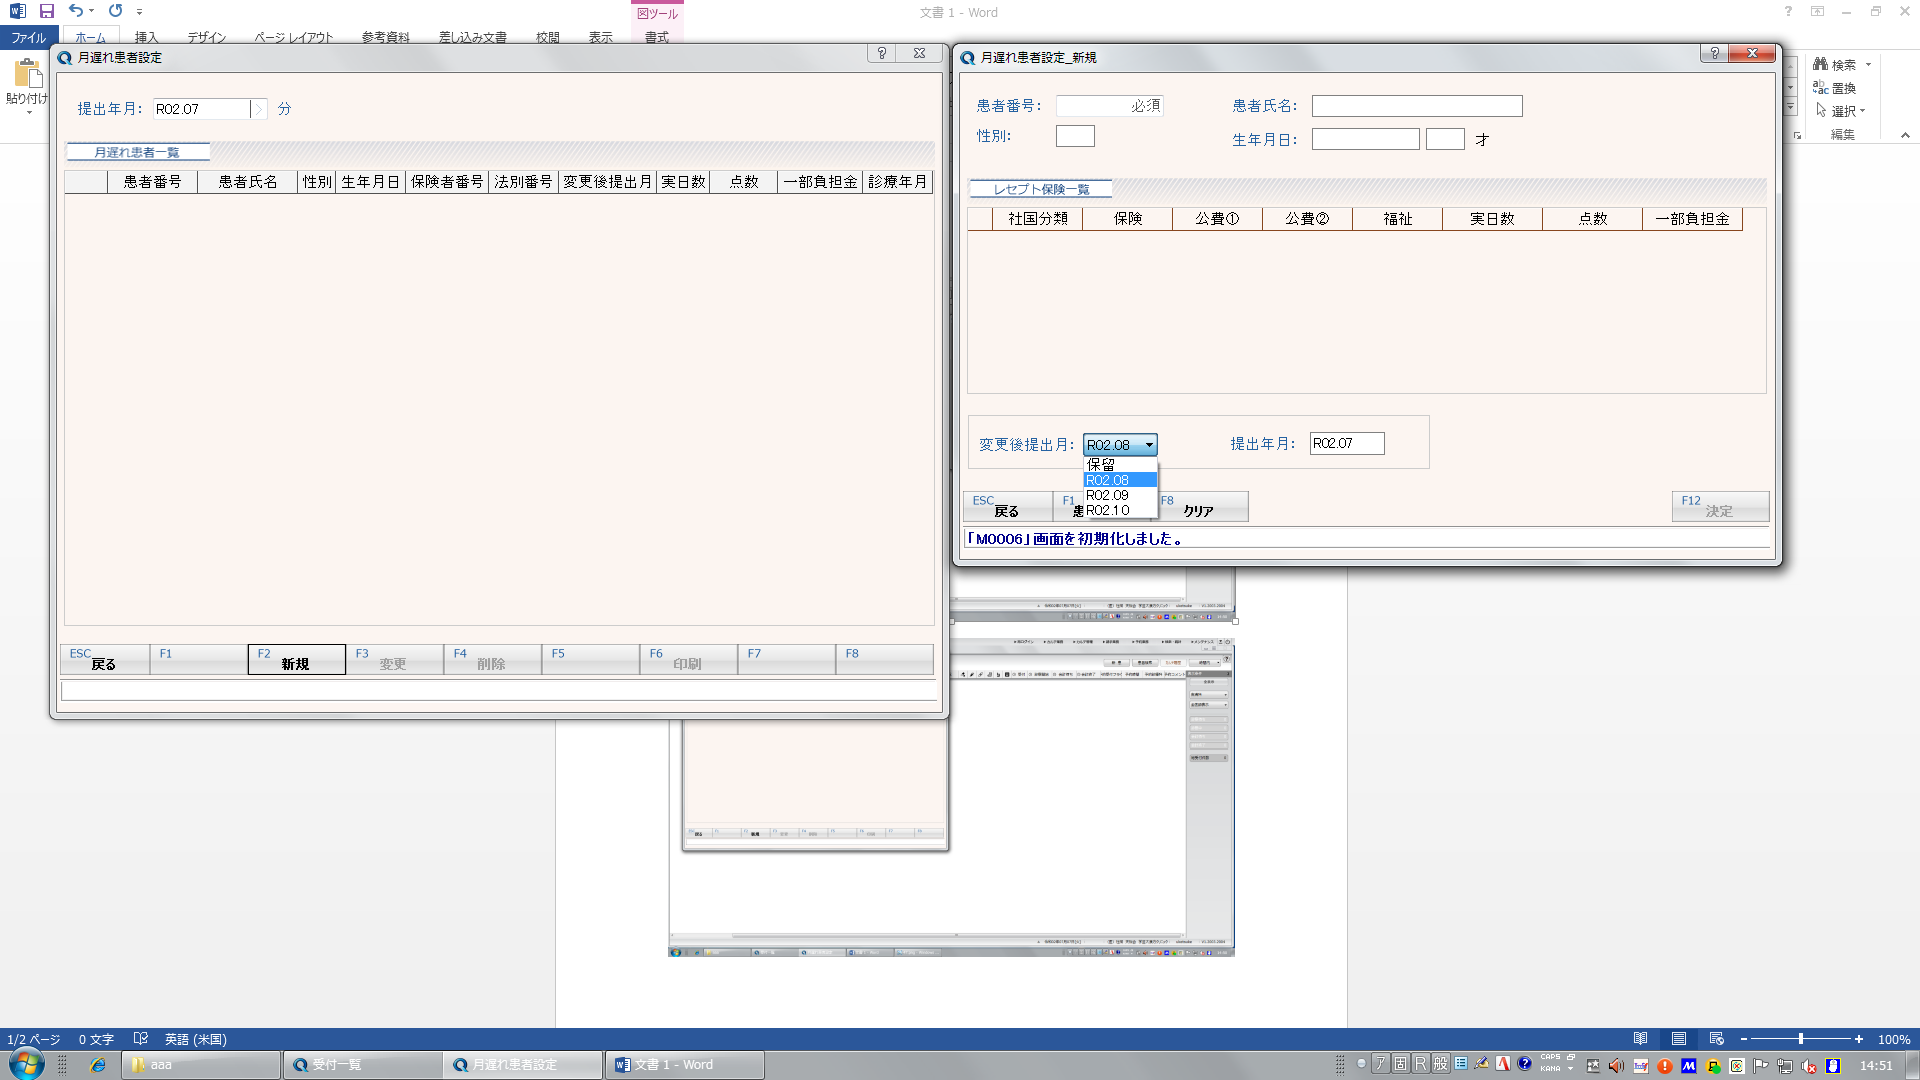 文書 1 - Word
図ツール
ファイル ホーム 挿入 デザイン ページ レイアウト 参考資料 差し込み文書 校閲 表示 書式
貼り付け
検索
置換
選択
編集
月遅れ患者設定
提出年月: R02.07 分
月遅れ患者一覧
患者番号 患者氏名 性別 生年月日 保険者番号 法別番号 変更後提出月 実日数 点数 一部負担金 診療年月
ESC 戻る F1 F2 新規 F3 変更 F4 削除 F5 F6 印刷 F7 F8
月遅れ患者設定_新規
患者番号: 必須 患者氏名:
性別: 生年月日: 才
レセプト保険一覧
社国分類 保険 公費① 公費② 福祉 実日数 点数 一部負担金
変更後提出月: R02.08 提出年月: R02.07
保留
R02.08
R02.09
R02.10
ESC 戻る F1 患 F8 クリア F12 決定
「M0006」画面を初期化しました。
1/2 ページ 0 文字 英語 (米国) 100%
aaa 受付一覧 月遅れ患者設定 文書 1 - Word
ア 固 R 般 CAPS KANA 14:51